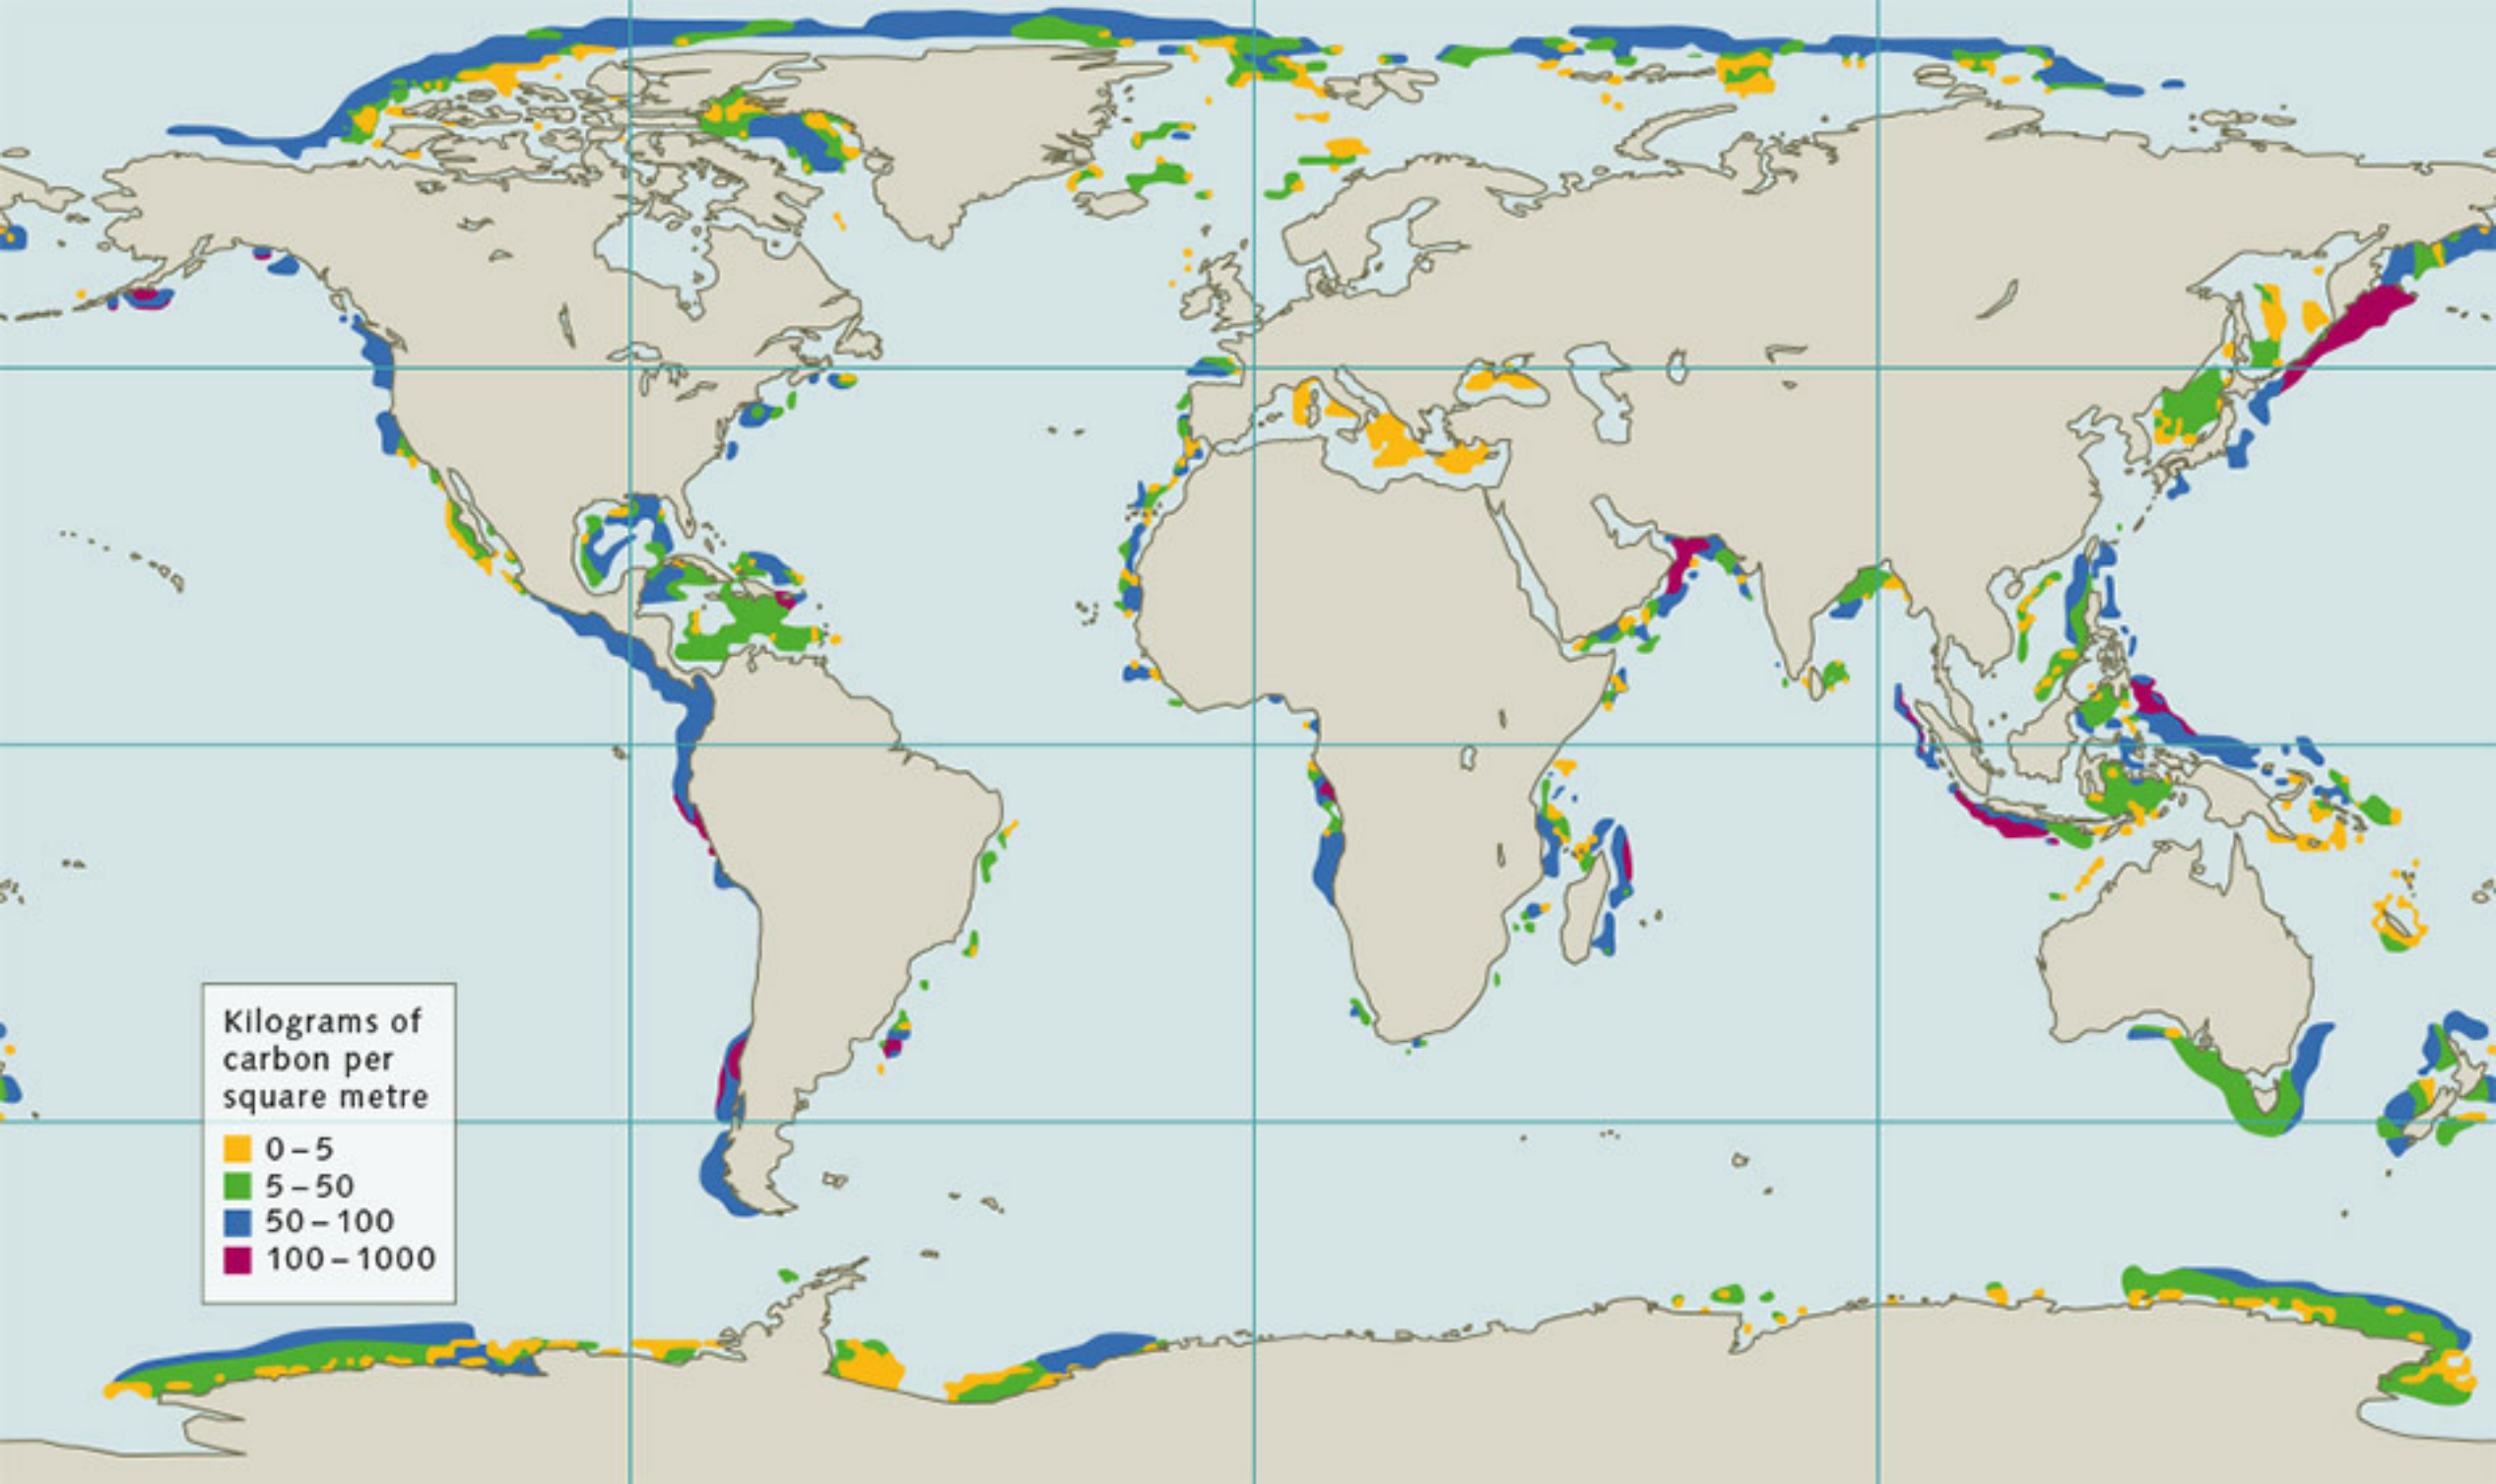 Kilograms of
carbon per
square metre
0–5
5–50
50–100
100–1000